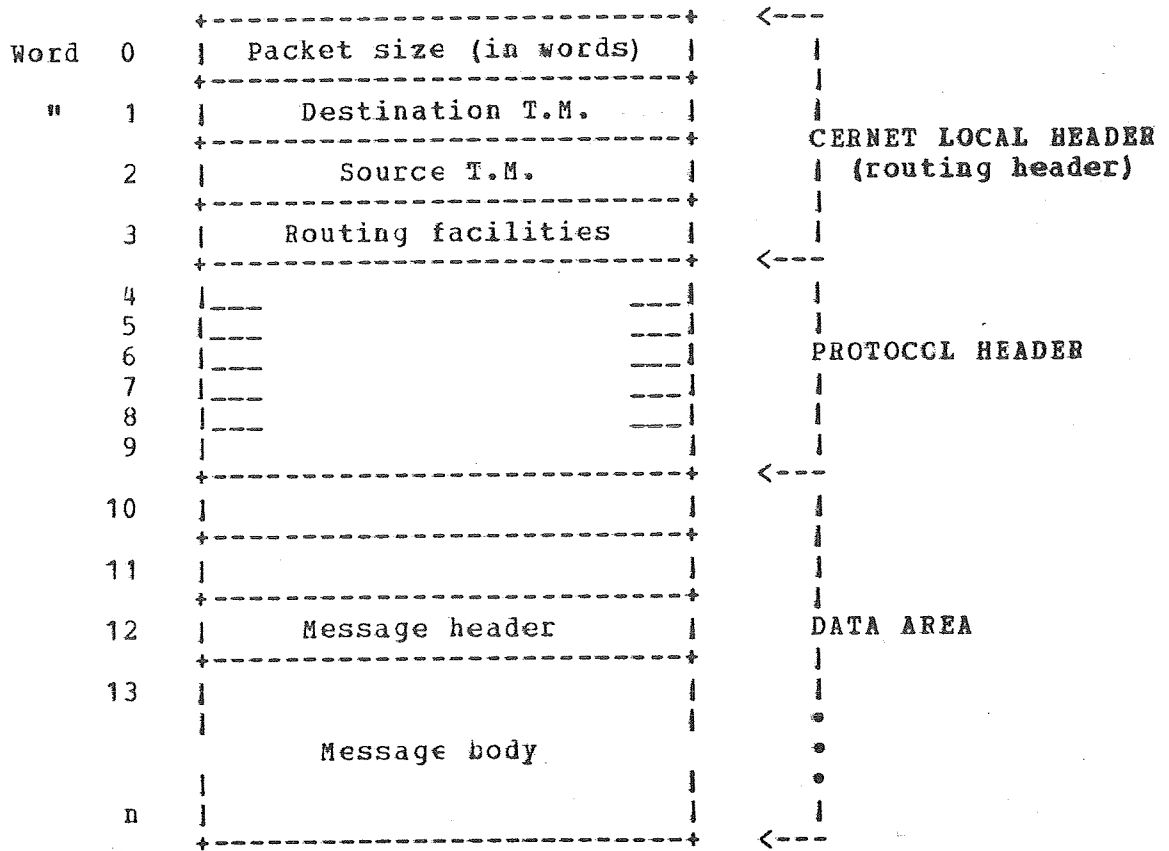 Word 0 Packet size (in words)
" 1 Destination T.M.
CERNET LOCAL HEADER
2 Source T.M. (routing header)
3 Routing facilities
4
5
6 PROTOCOL HEADER
7
8
9
10
11
12 Message header DATA AREA
13
Message body
n